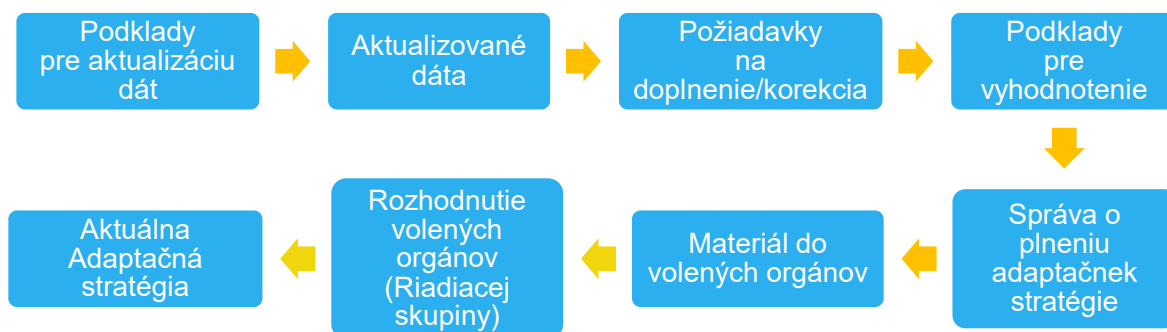 Podklady
pre aktualizáciu
dát
Aktualizované
dáta
Požiadavky
na
doplnenie/korekcia
Podklady
pre
vyhodnotenie
Správa o
plneniu
adaptačnek
stratégie
Materiál do
volených orgánov
Rozhodnutie
volených
orgánov
(Riadiacej
skupiny)
Aktuálna
Adaptačná
stratégia